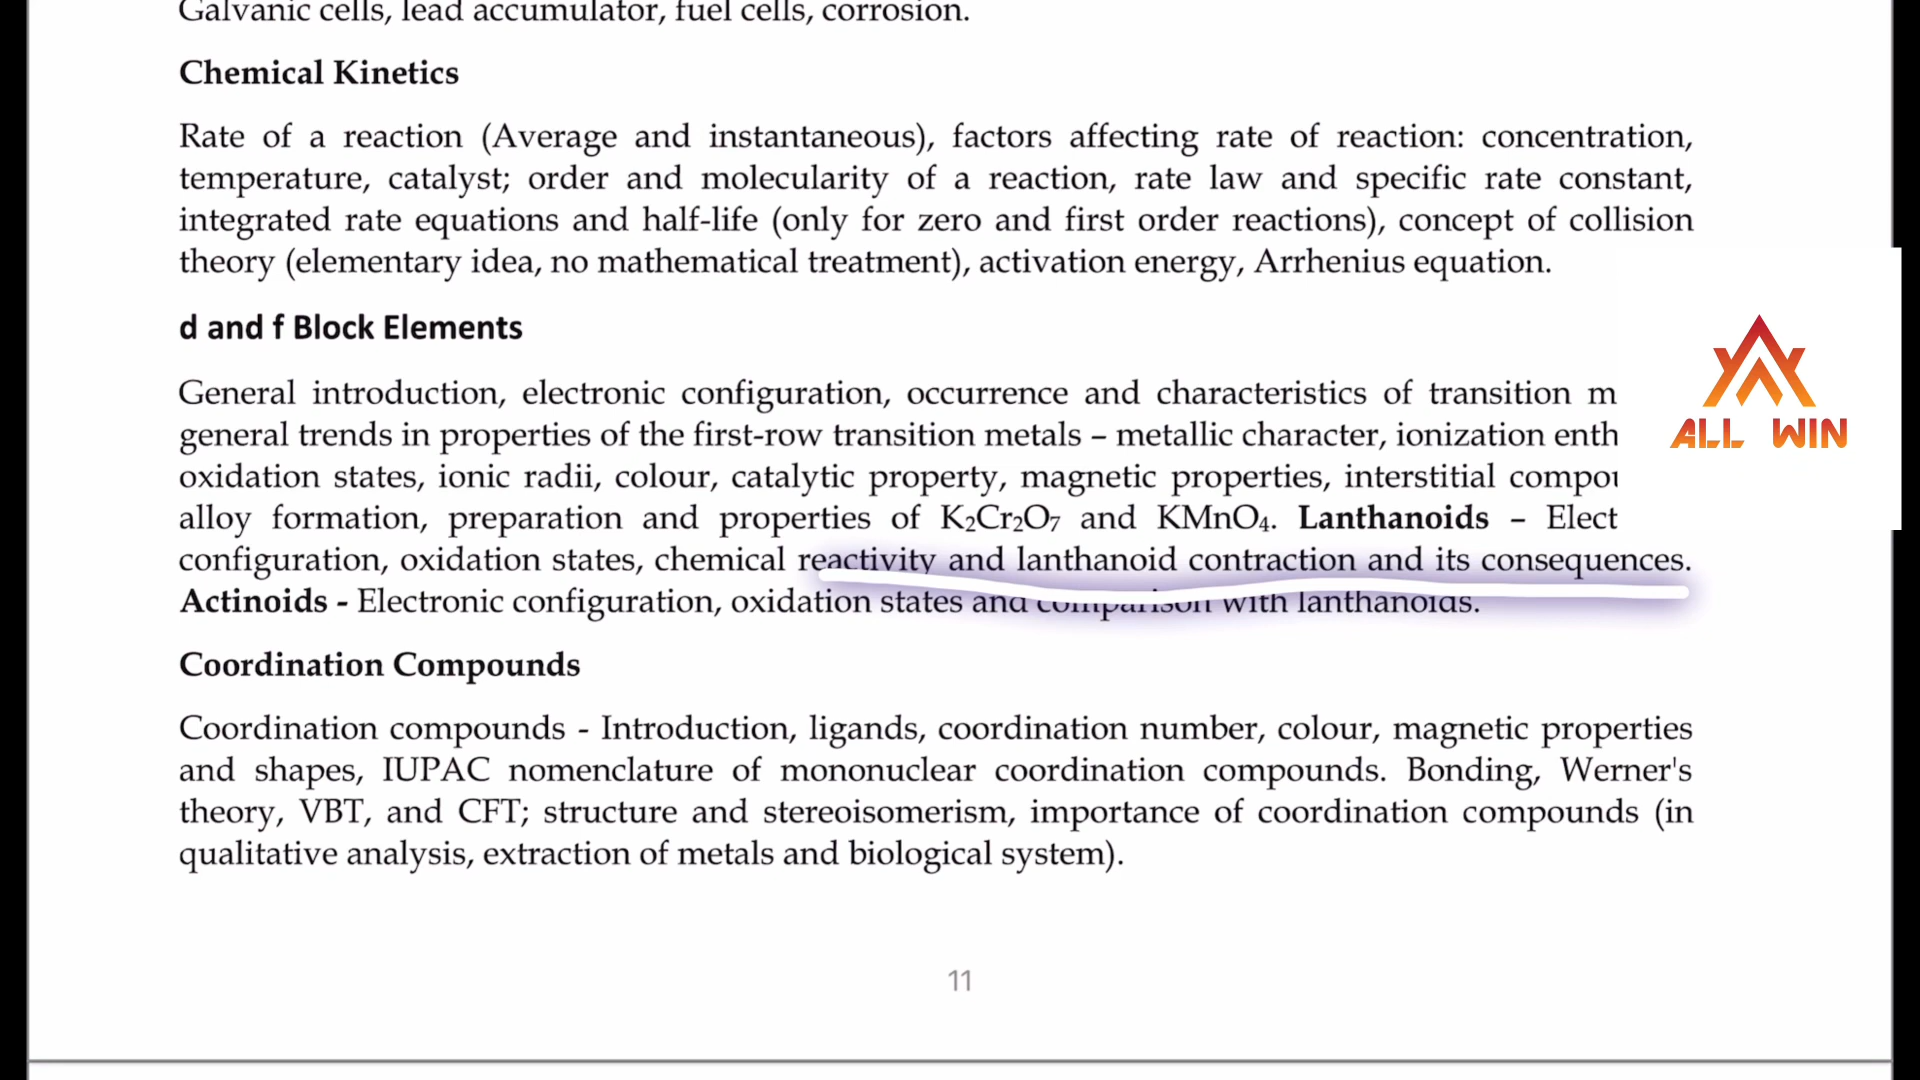 Galvanic cells, lead accumulator, fuel cells, corrosion.
Chemical Kinetics
Rate of a reaction (Average and instantaneous), factors affecting rate of reaction: concentration,
temperature, catalyst; order and molecularity of a reaction, rate law and specific rate constant,
integrated rate equations and half-life (only for zero and first order reactions), concept of collision
theory (elementary idea, no mathematical treatment), activation energy, Arrhenius equation.
d and f Block Elements
General introduction, electronic configuration, occurrence and characteristics of transition m
general trends in properties of the first-row transition metals – metallic character, ionization enth
oxidation states, ionic radii, colour, catalytic property, magnetic properties, interstitial compou
alloy formation, preparation and properties of K₂Cr₂O₇ and KMnO₄. Lanthanoids – Elect
configuration, oxidation states, chemical reactivity and lanthanoid contraction and its consequences.
Actinoids - Electronic configuration, oxidation states and comparison with lanthanoids.
Coordination Compounds
Coordination compounds - Introduction, ligands, coordination number, colour, magnetic properties
and shapes, IUPAC nomenclature of mononuclear coordination compounds. Bonding, Werner's
theory, VBT, and CFT; structure and stereoisomerism, importance of coordination compounds (in
qualitative analysis, extraction of metals and biological system).
11
ALL WIN